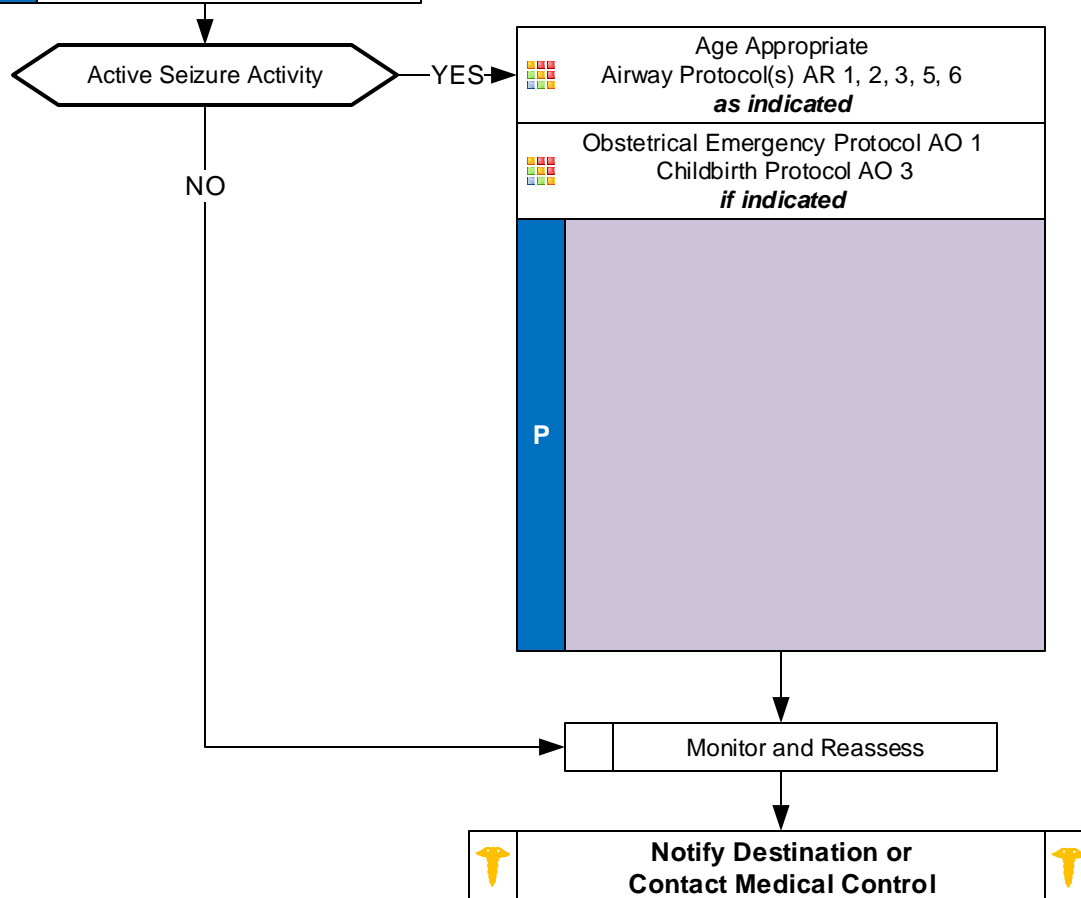 Active Seizure Activity
YES
Age Appropriate
Airway Protocol(s) AR 1, 2, 3, 5, 6
as indicated
Obstetrical Emergency Protocol AO 1
Childbirth Protocol AO 3
if indicated
NO
P
Monitor and Reassess
Notify Destination or
Contact Medical Control